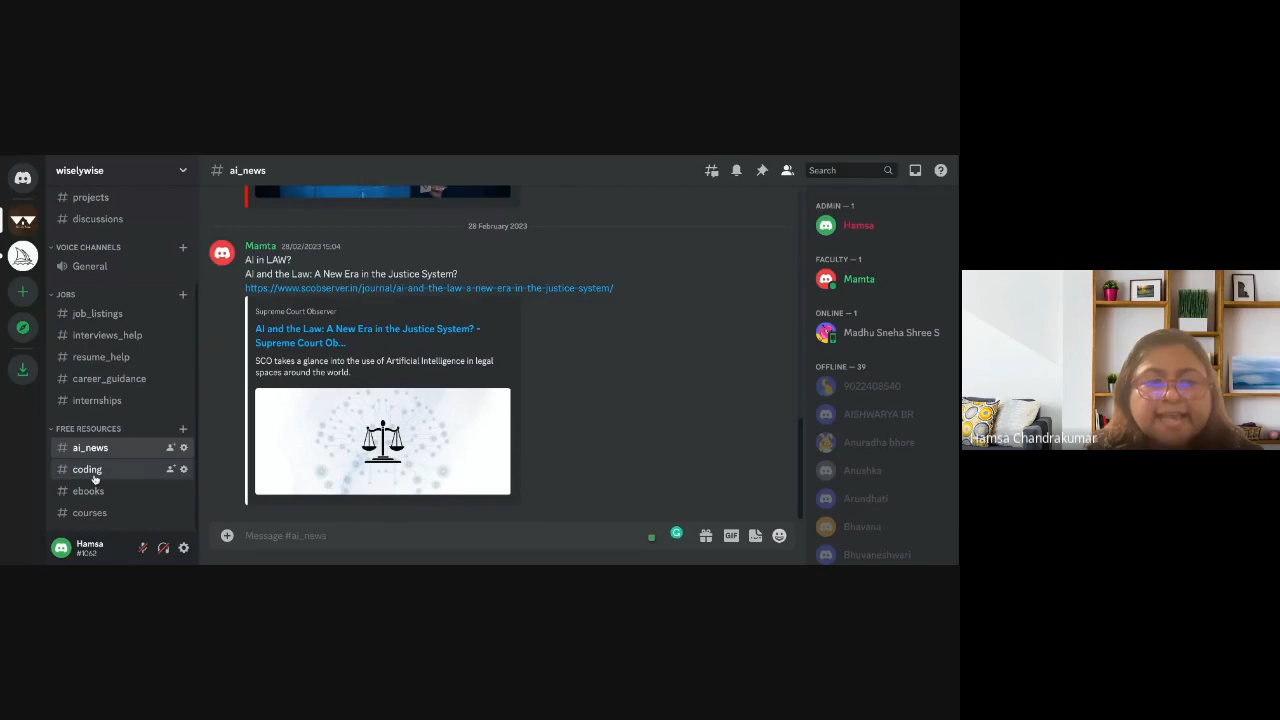 wiselywise
# projects
# discussions
VOICE CHANNELS
General
JOBS
# job_listings
# interviews_help
# resume_help
# career_guidance
# internships
FREE RESOURCES
# ai_news
# coding
# ebooks
# courses
Hamsa
#1062
# ai_news
Search
28 February 2023
Mamta 28/02/2023 15:04
AI in LAW?
AI and the Law: A New Era in the Justice System?
https://www.scobserver.in/journal/ai-and-the-law-a-new-era-in-the-justice-system/
Supreme Court Observer
AI and the Law: A New Era in the Justice System? -
Supreme Court Ob...
SCO takes a glance into the use of Artificial Intelligence in legal
spaces around the world.
Message #ai_news
GIF
ADMIN — 1
Hamsa
FACULTY — 1
Mamta
ONLINE — 1
Madhu Sneha Shree S
OFFLINE — 39
9022408540
AISHWARYA BR
Anuradha bhore
Anushka
Arundhati
Bhavana
Bhuvaneshwari
Hamsa Chandrakumar